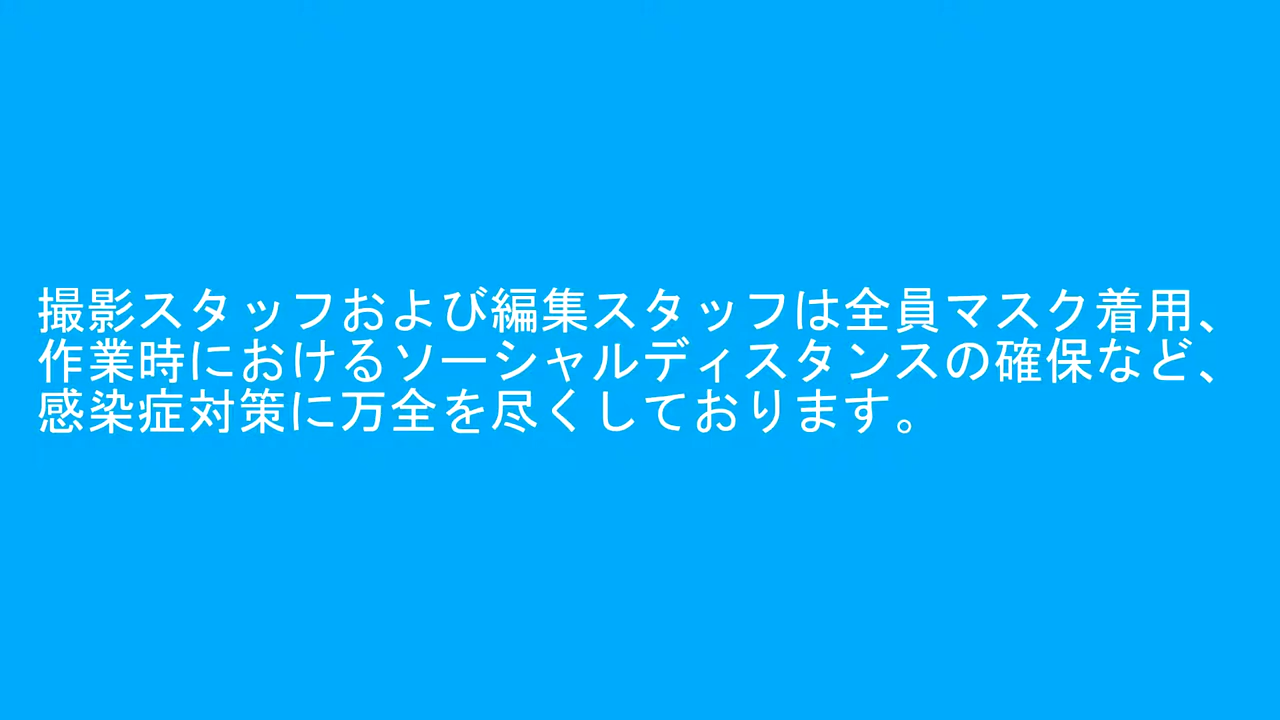 撮影スタッフおよび編集スタッフは全員マスク着用、
作業時におけるソーシャルディスタンスの確保など、
感染症対策に万全を尽くしております。